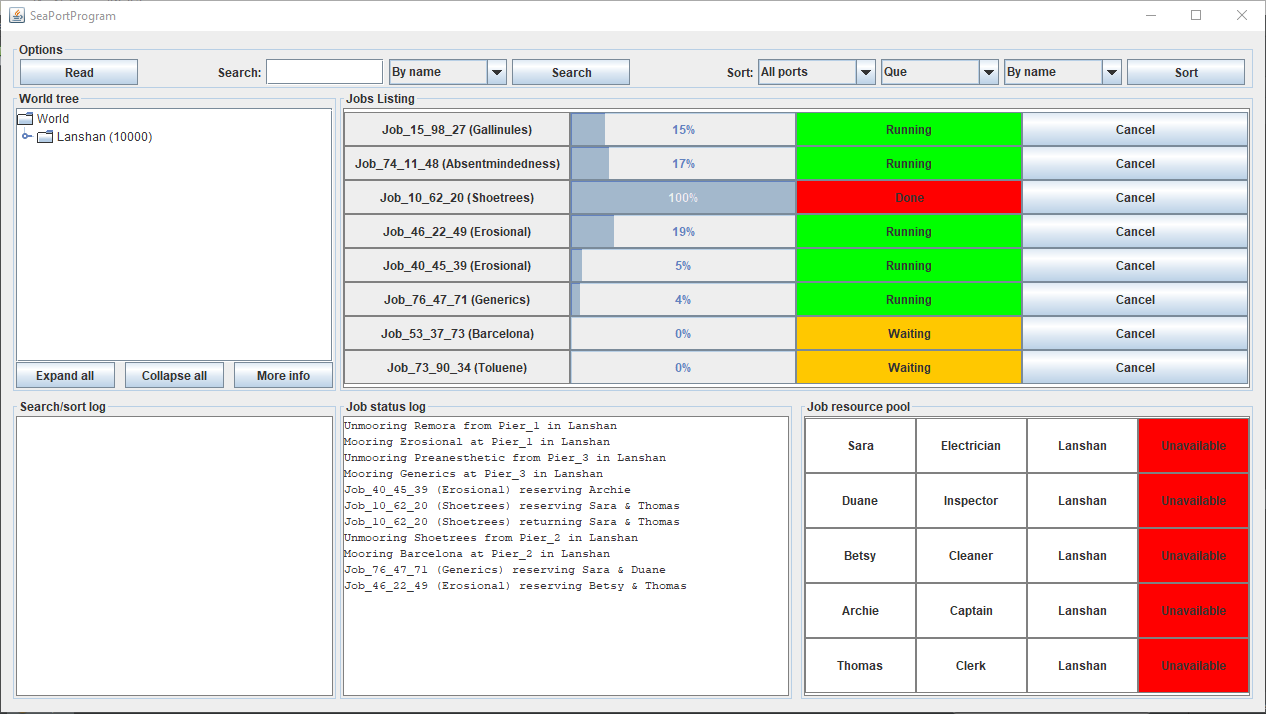 SeaPortProgram
Options
Read Search: By name Search Sort: All ports Que By name Sort
World tree
World
Lanshan (10000)
Expand all Collapse all More info
Jobs Listing
Job_15_98_27 (Gallinules) 15% Running Cancel
Job_74_11_48 (Absentmindedness) 17% Running Cancel
Job_10_62_20 (Shoetrees) 100% Done Cancel
Job_46_22_49 (Erosional) 19% Running Cancel
Job_40_45_39 (Erosional) 5% Running Cancel
Job_76_47_71 (Generics) 4% Running Cancel
Job_53_37_73 (Barcelona) 0% Waiting Cancel
Job_73_90_34 (Toluene) 0% Waiting Cancel
Search/sort log
Job status log
Unmooring Remora from Pier_1 in Lanshan
Mooring Erosional at Pier_1 in Lanshan
Unmooring Preanesthetic from Pier_3 in Lanshan
Mooring Generics at Pier_3 in Lanshan
Job_40_45_39 (Erosional) reserving Archie
Job_10_62_20 (Shoetrees) reserving Sara & Thomas
Job_10_62_20 (Shoetrees) returning Sara & Thomas
Unmooring Shoetrees from Pier_2 in Lanshan
Mooring Barcelona at Pier_2 in Lanshan
Job_76_47_71 (Generics) reserving Sara & Duane
Job_46_22_49 (Erosional) reserving Betsy & Thomas
Job resource pool
Sara Electrician Lanshan Unavailable
Duane Inspector Lanshan Unavailable
Betsy Cleaner Lanshan Unavailable
Archie Captain Lanshan Unavailable
Thomas Clerk Lanshan Unavailable